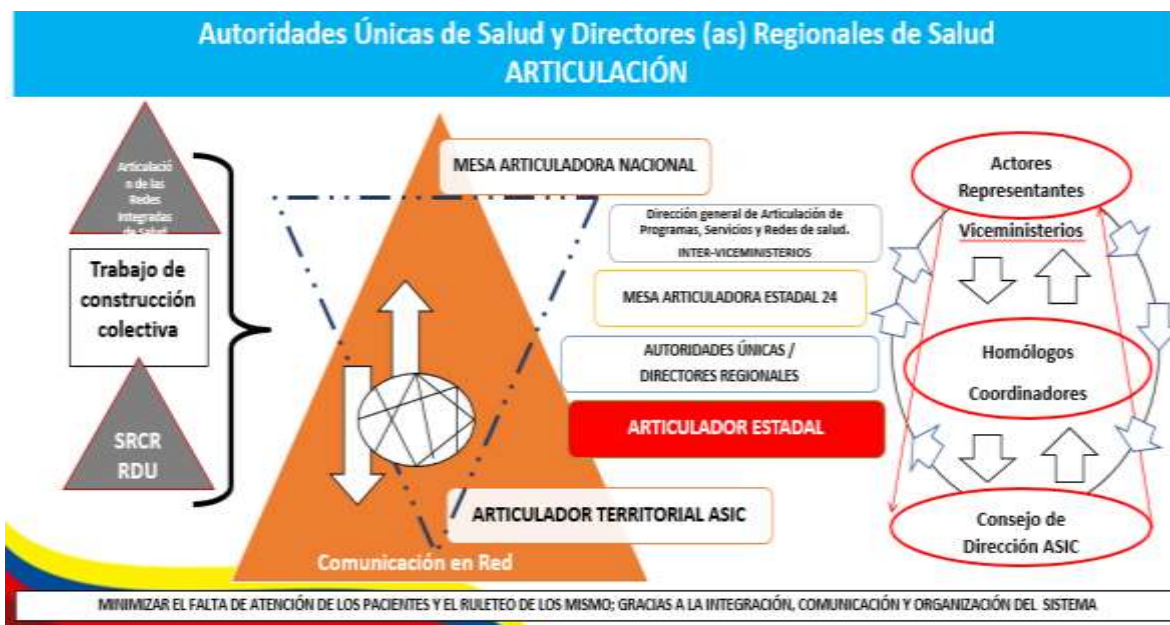 Autoridades Únicas de Salud y Directores (as) Regionales de Salud
ARTICULACIÓN
Articulació
n de las
Redes
Integradas
de Salud
Trabajo de
construcción
colectiva
SRCR
RDU
MESA ARTICULADORA NACIONAL
Dirección general de Articulación de
Programas, Servicios y Redes de salud.
INTER-VICEMINISTERIOS
MESA ARTICULADORA ESTADAL 24
AUTORIDADES ÚNICAS /
DIRECTORES REGIONALES
ARTICULADOR ESTADAL
ARTICULADOR TERRITORIAL ASIC
Comunicación en Red
Actores
Representantes
Viceministerios
Homólogos
Coordinadores
Consejo de
Dirección ASIC
MINIMIZAR EL FALTA DE ATENCIÓN DE LOS PACIENTES Y EL RULETEO DE LOS MISMO; GRACIAS A LA INTEGRACIÓN, COMUNICACIÓN Y ORGANIZACIÓN DEL SISTEMA